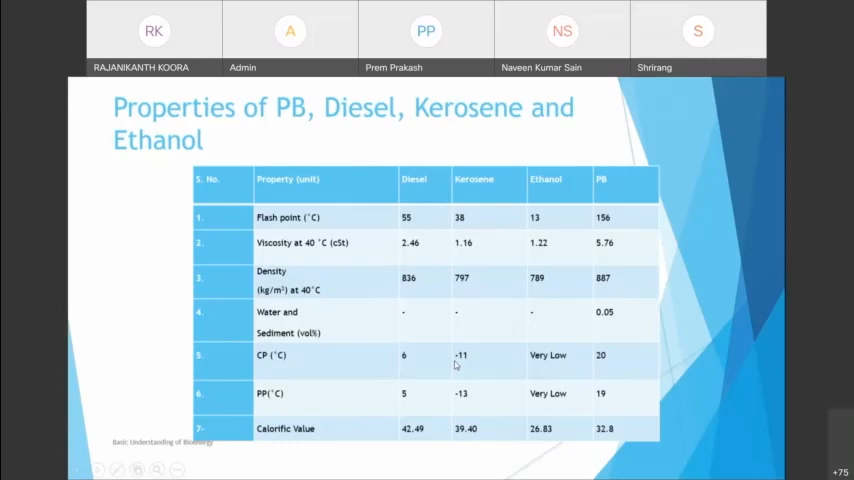 RK
A
PP
NS
S
RAJANIKANTH KOORA
Admin
Prem Prakash
Naveen Kumar Sain
Shrirang
Properties of PB, Diesel, Kerosene and
Ethanol
S. No. Property (unit) Diesel Kerosene Ethanol PB
1. Flash point (˚C) 55 38 13 156
2. Viscosity at 40 ˚C (cSt) 2.46 1.16 1.22 5.76
3. Density
(kg/m³) at 40˚C 836 797 789 887
4. Water and
Sediment (vol%) - - - 0.05
5. CP (˚C) 6 -11 Very Low 20
6. PP(˚C) 5 -13 Very Low 19
7- Calorific Value 42.49 39.40 26.83 32.8
Basic Understanding of Bioenergy
+75